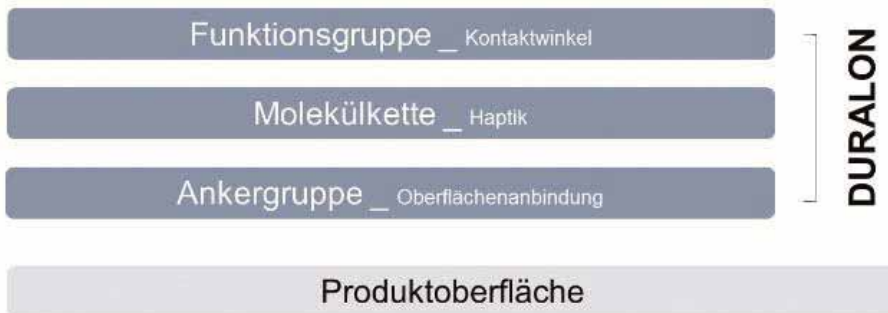 Funktionsgruppe _ Kontaktwinkel
Molekülkette _ Haptik
Ankergruppe _ Oberflächenanbindung
DURALON
Produktoberfläche